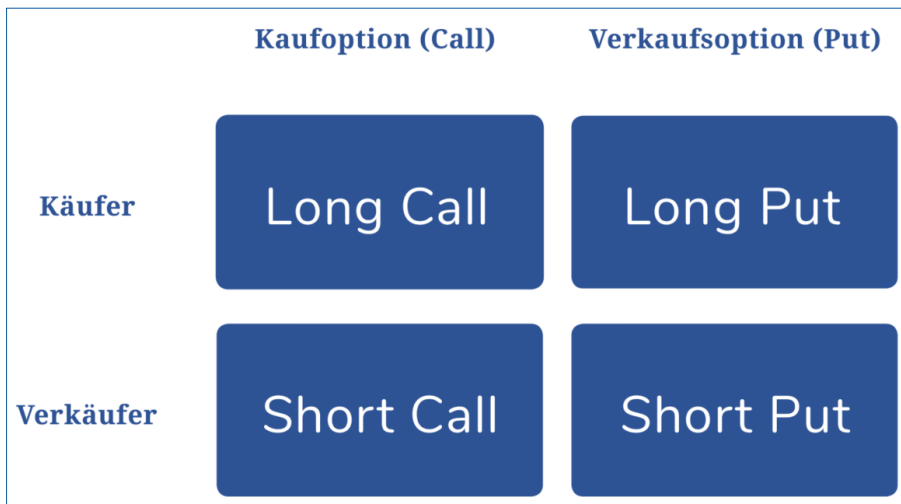 Kaufoption (Call) Verkaufsoption (Put)
Käufer Long Call Long Put
Verkäufer Short Call Short Put